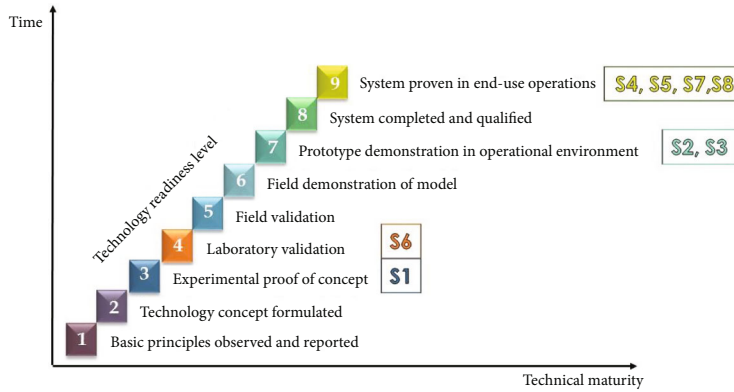 Time
9 System proven in end-use operations S4, S5, S7,S8
8 System completed and qualified
7 Prototype demonstration in operational environment S2, S3
6 Field demonstration of model
Technology readiness level
5 Field validation
4 Laboratory validation S6
3 Experimental proof of concept S1
2 Technology concept formulated
1 Basic principles observed and reported
Technical maturity